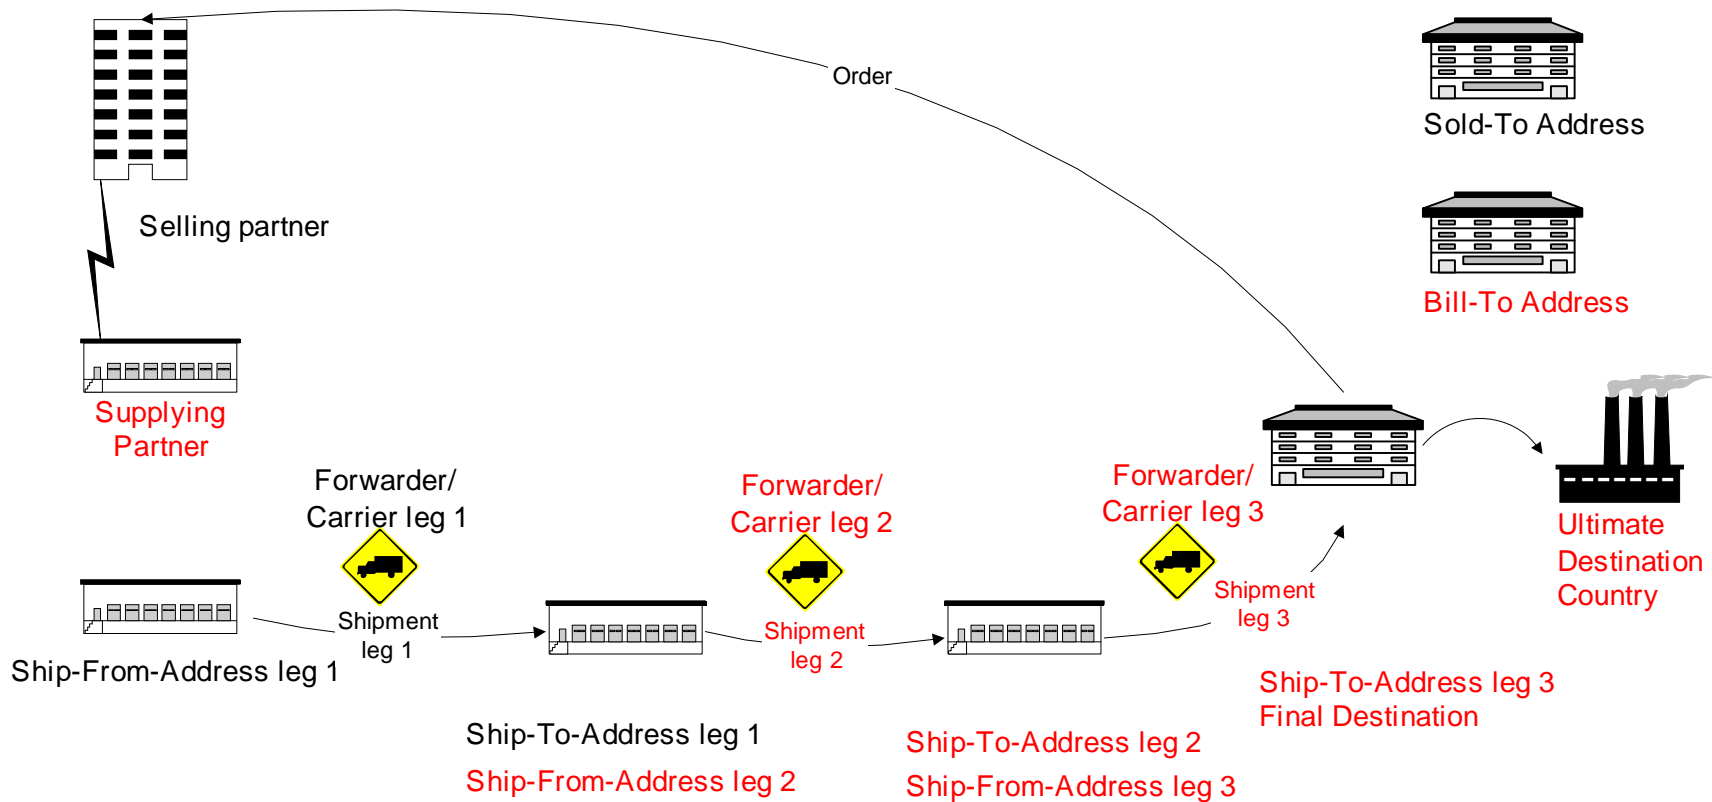 Order
Sold-To Address
Selling partner
Bill-To Address
Supplying
Partner
Forwarder/
Carrier leg 1
Forwarder/
Carrier leg 2
Forwarder/
Carrier leg 3
Ultimate
Destination
Country
Shipment
leg 1
Shipment
leg 2
Shipment
leg 3
Ship-From-Address leg 1
Ship-To-Address leg 1
Ship-From-Address leg 2
Ship-To-Address leg 2
Ship-From-Address leg 3
Ship-To-Address leg 3
Final Destination